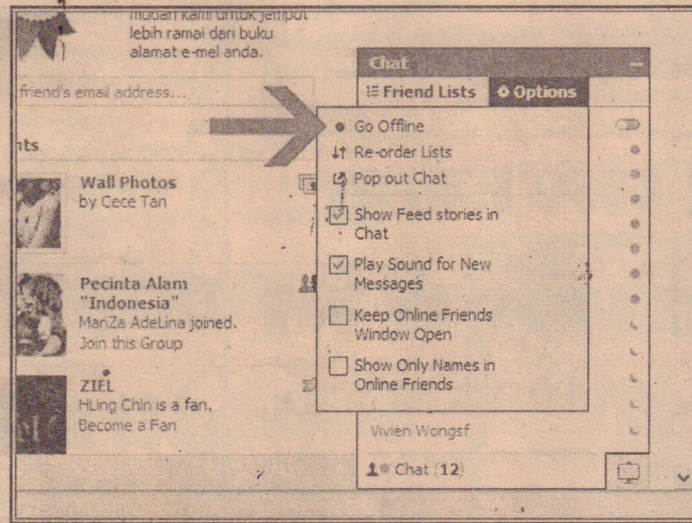 mudah kami untuk jemput
lebih ramai dari buku
alamat e-mel anda.
friend's email address...
nts
Wall Photos
by Cece Tan
Pecinta Alam
"Indonesia"
MariZa AdeLina joined.
Join this Group
ZIEL
HLing Chin is a fan.
Become a Fan
Chat
Friend Lists
Options
Go Offline
Re-order Lists
Pop out Chat
Show Feed stories in
Chat
Play Sound for New
Messages
Keep Online Friends
Window Open
Show Only Names in
Online Friends
Vivien Wongsf
Chat (12)